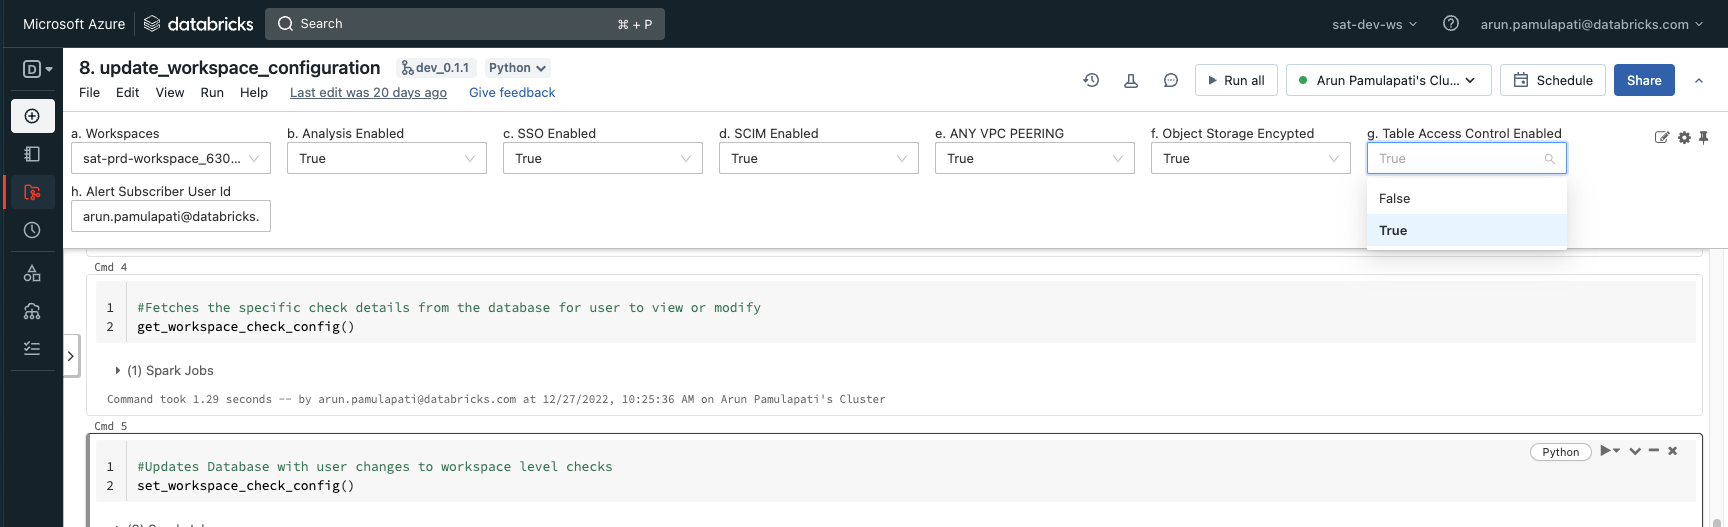 Microsoft Azure databricks Search ⌘ + P sat-dev-ws arun.pamulapati@databricks.com
D 8. update_workspace_configuration dev_0.1.1 Python
File Edit View Run Help Last edit was 20 days ago Give feedback Run all Arun Pamulapati's Clu... Schedule Share
a. Workspaces b. Analysis Enabled c. SSO Enabled d. SCIM Enabled e. ANY VPC PEERING f. Object Storage Encypted g. Table Access Control Enabled
sat-prd-workspace_630... True True True True True True
h. Alert Subscriber User Id
arun.pamulapati@databricks.
False
True
Cmd 4
1 #Fetches the specific check details from the database for user to view or modify
2 get_workspace_check_config()
(1) Spark Jobs
Command took 1.29 seconds -- by arun.pamulapati@databricks.com at 12/27/2022, 10:25:36 AM on Arun Pamulapati's Cluster
Cmd 5
Python
1 #Updates Database with user changes to workspace level checks
2 set_workspace_check_config()